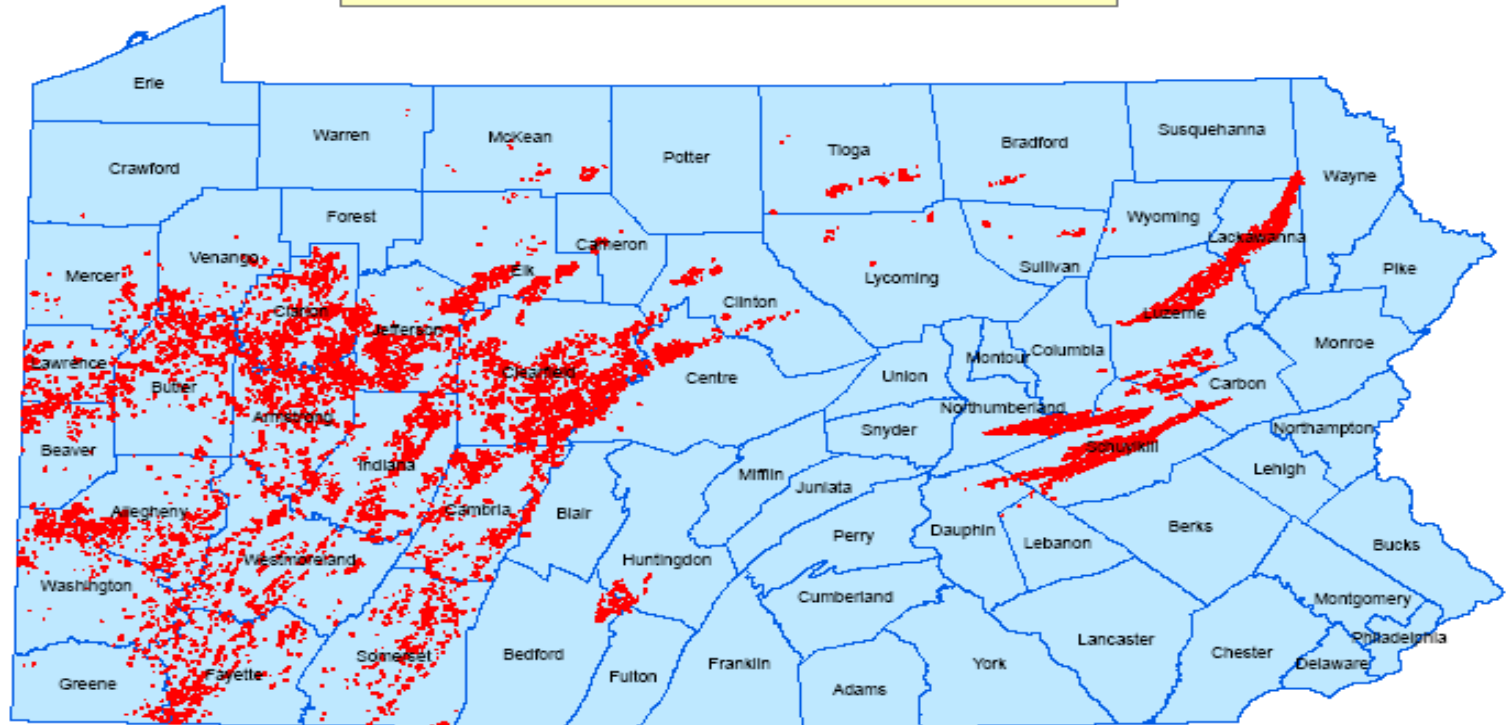 Erie
Warren
McKean
Potter
Tioga
Bradford
Susquehanna
Wayne
Crawford
Forest
Wyoming
Lackawanna
Venango
Cameron
Mercer
Elk
Lycoming
Sullivan
Pike
Clarion
Clinton
Luzerne
Jefferson
Monroe
Lawrence
Clearfield
Centre
Montour
Columbia
Butler
Union
Carbon
Armstrong
Northumberland
Snyder
Northampton
Beaver
Schuylkill
Indiana
Mifflin
Lehigh
Juniata
Allegheny
Cambria
Blair
Perry
Dauphin
Berks
Lebanon
Bucks
Westmoreland
Huntingdon
Washington
Cumberland
Montgomery
Philadelphia
Lancaster
Somerset
Bedford
Chester
Delaware
Franklin
York
Fayette
Fulton
Greene
Adams